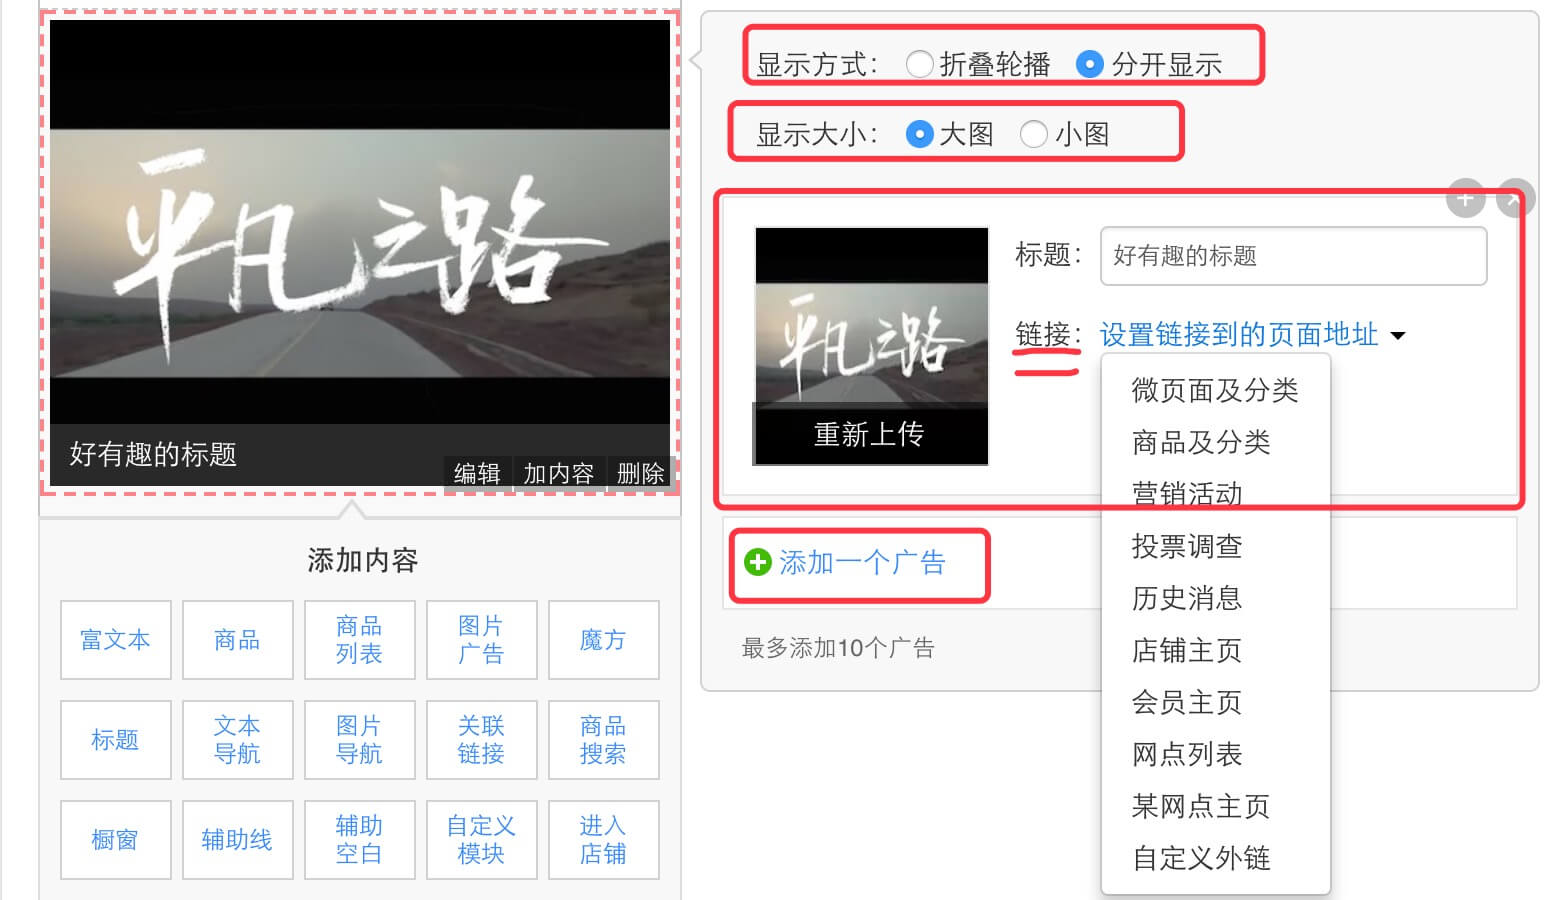 平凡之路
好有趣的标题
编辑 加内容 删除
添加内容
富文本
商品
商品
列表
图片
广告
魔方
标题
文本
导航
图片
导航
关联
链接
商品
搜索
橱窗
辅助线
辅助
空白
自定义
模块
进入
店铺
显示方式： 折叠轮播 分开显示
显示大小： 大图 小图
平凡之路
重新上传
标题： 好有趣的标题
链接： 设置链接到的页面地址
微页面及分类
商品及分类
营销活动
投票调查
历史消息
店铺主页
会员主页
网点列表
某网点主页
自定义外链
添加一个广告
最多添加10个广告